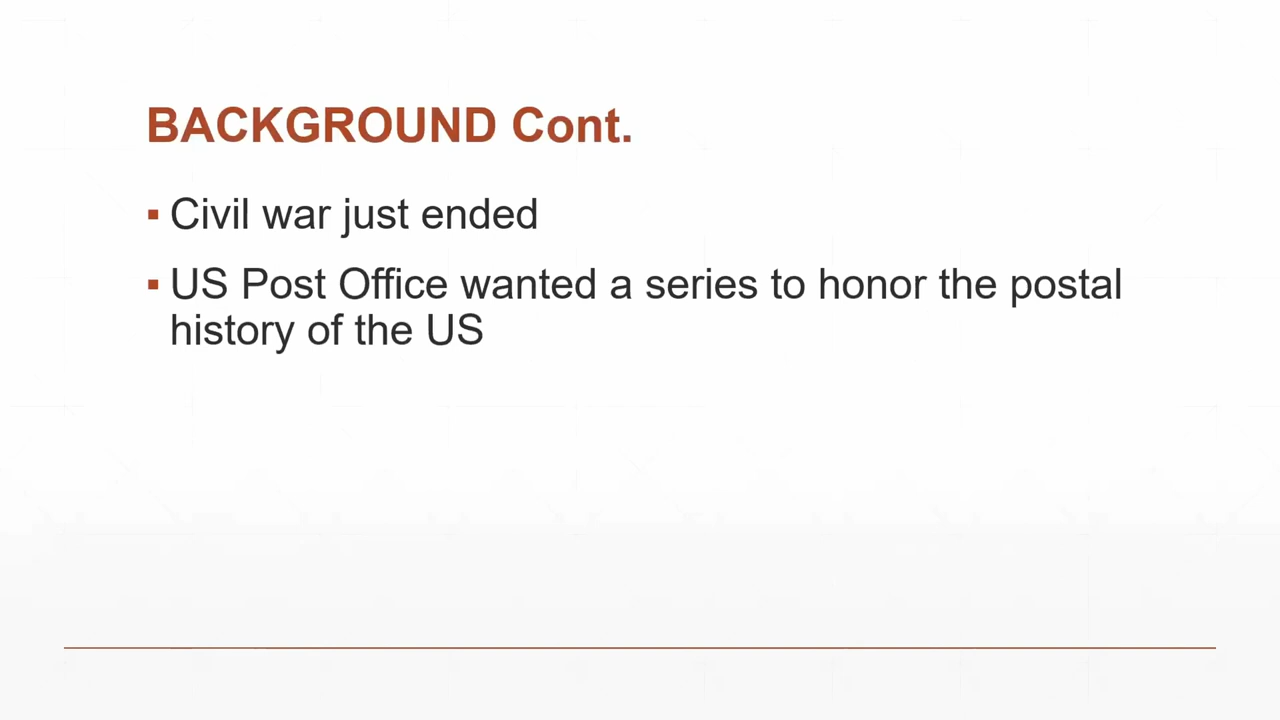 BACKGROUND Cont.
▪ Civil war just ended
▪ US Post Office wanted a series to honor the postal
history of the US